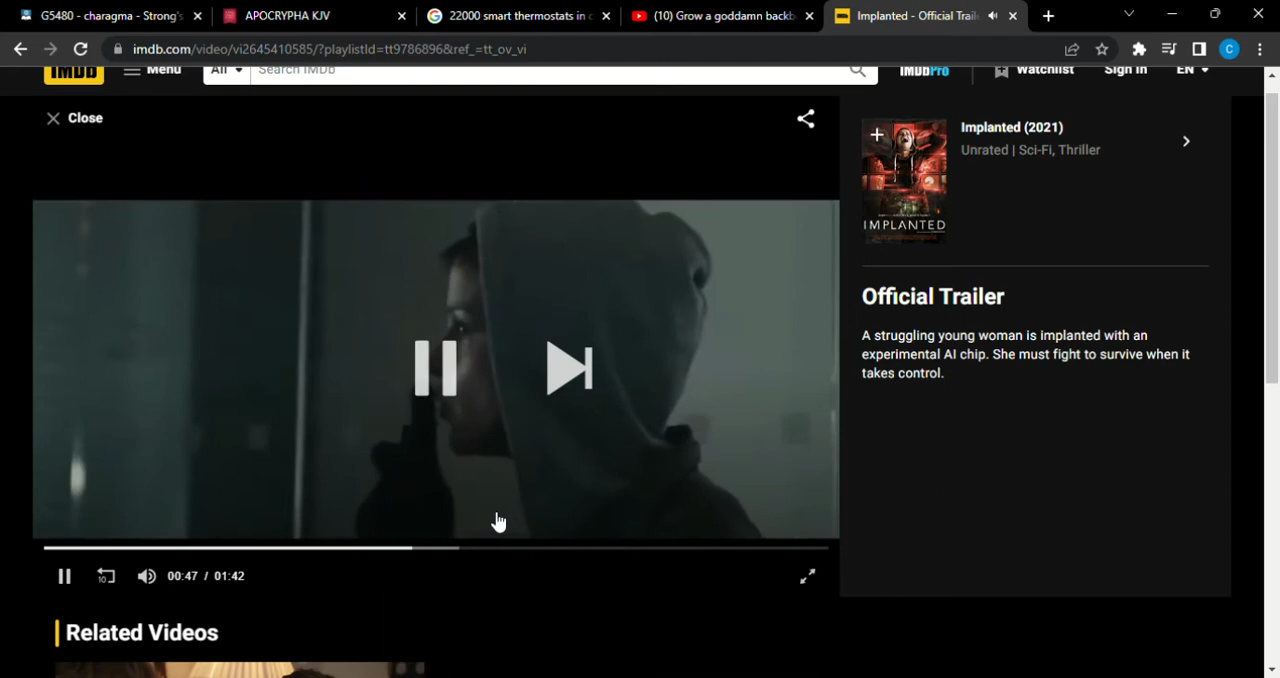 G5480 - charagma - Strong's
APOCRYPHA KJV
22000 smart thermostats in c
(10) Grow a goddamn backb
Implanted - Official Trail
imdb.com/video/vi2645410585/?playlistId=tt9786896&ref_=tt_ov_vi
C
IMDb
Menu
All
Search IMDb
IMDbPro
Watchlist
Sign In
EN
Close
Implanted (2021)
Unrated | Sci-Fi, Thriller
IMPLANTED
Official Trailer
A struggling young woman is implanted with an
experimental AI chip. She must fight to survive when it
takes control.
10
00:47 / 01:42
Related Videos